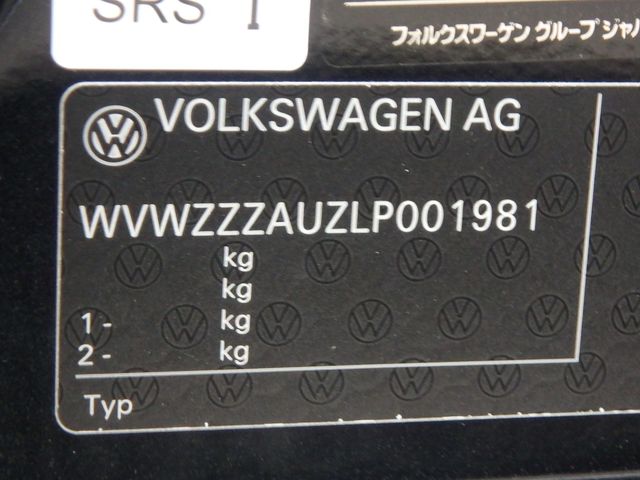 SRS I
フォルクスワーゲン グループ ジャパ
VOLKSWAGEN AG
WVWZZZAUZLP001981
kg
kg
1- kg
2- kg
Typ